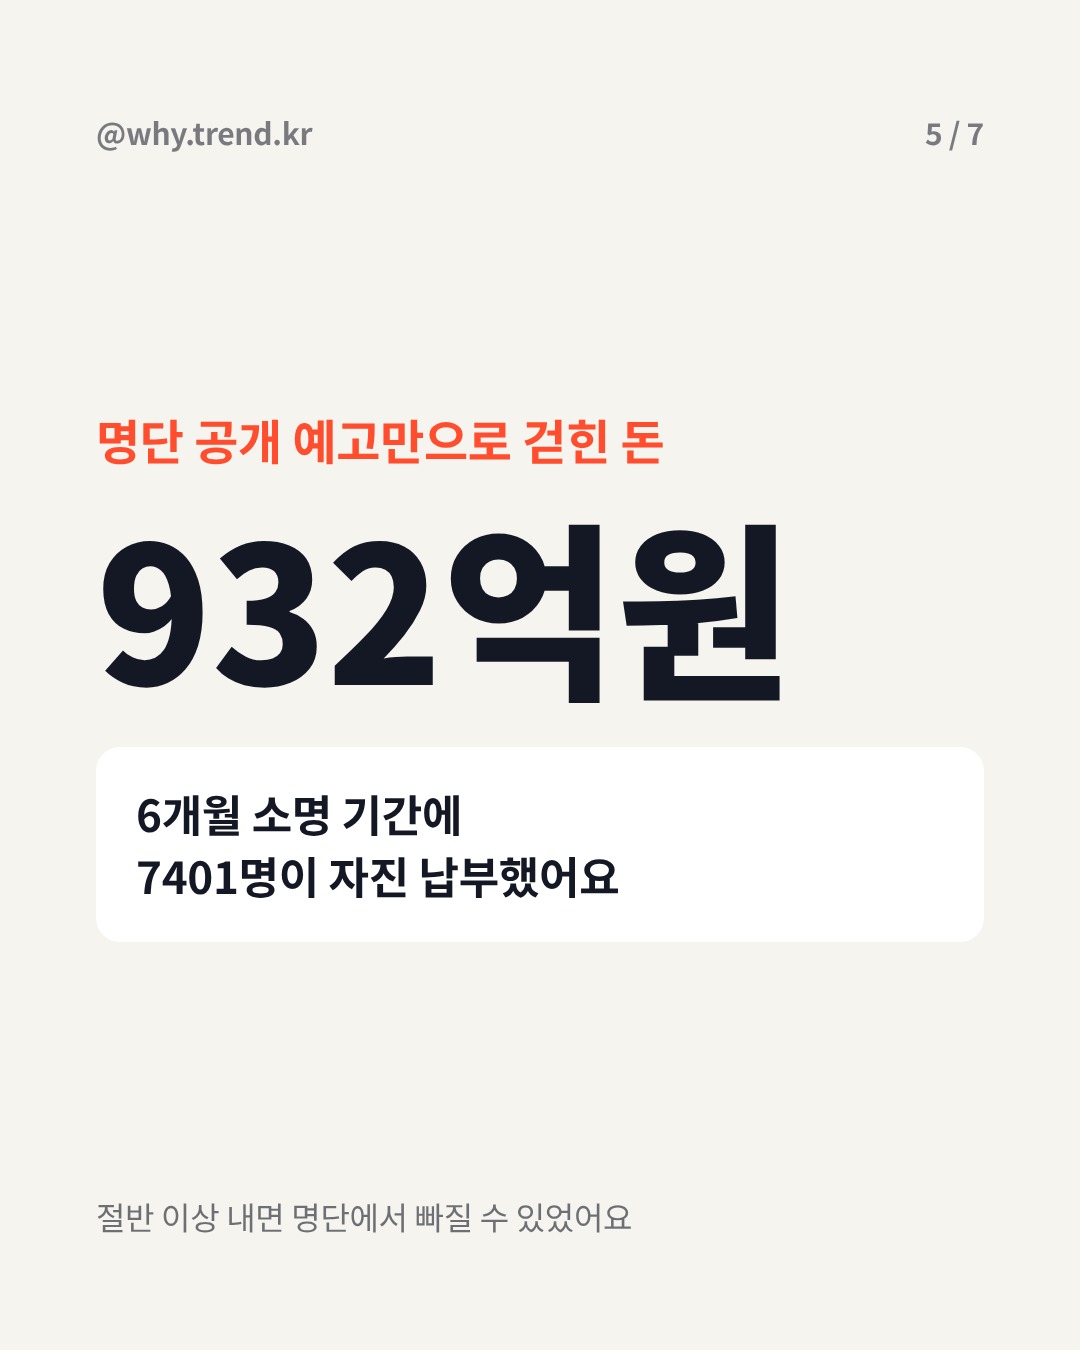 @why.trend.kr
5 / 7
명단 공개 예고만으로 걷힌 돈
932억원
6개월 소명 기간에
7401명이 자진 납부했어요
절반 이상 내면 명단에서 빠질 수 있었어요